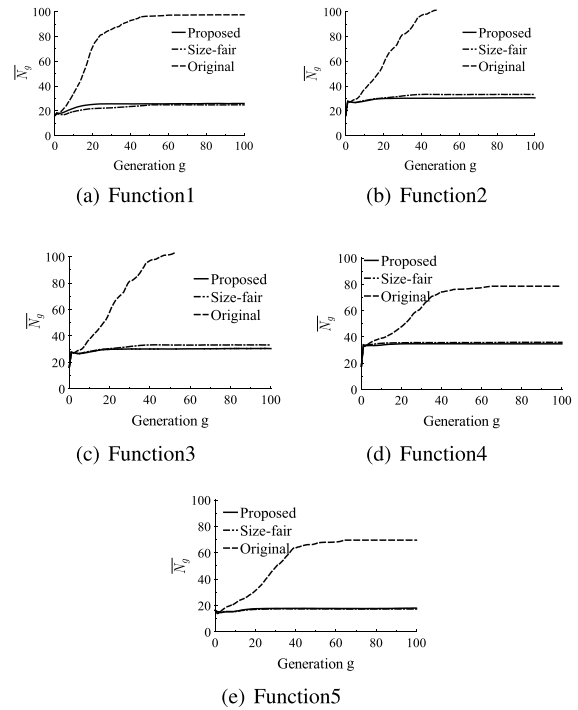 100
80
60
40
20
0
0 20 40 60 80 100
N̅g
Proposed
Size-fair
Original
Generation g
(a) Function1
100
80
60
40
20
0
0 20 40 60 80 100
N̅g
Proposed
Size-fair
Original
Generation g
(b) Function2
100
80
60
40
20
0
0 20 40 60 80 100
N̅g
Proposed
Size-fair
Original
Generation g
(c) Function3
100
80
60
40
20
0
0 20 40 60 80 100
N̅g
Proposed
Size-fair
Original
Generation g
(d) Function4
100
80
60
40
20
0
0 20 40 60 80 100
N̅g
Proposed
Size-fair
Original
Generation g
(e) Function5